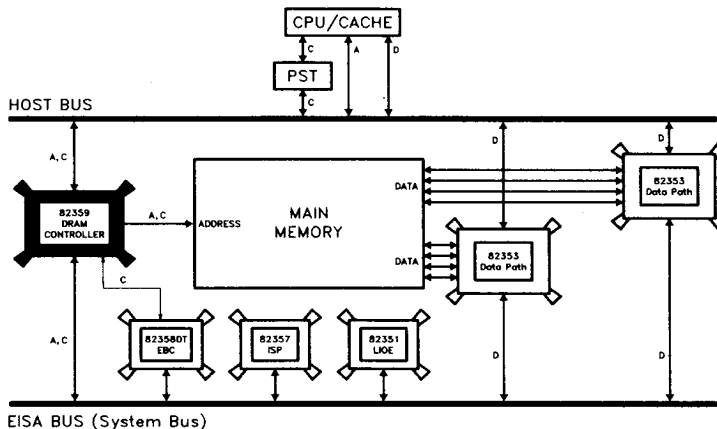 CPU/CACHE
C
A
D
PST
C
HOST BUS
A, C
D
D
82353
Data Path
DATA
82359
DRAM
CONTROLLER
A, C
ADDRESS
MAIN
MEMORY
DATA
82353
Data Path
C
A, C
82358DT
EBC
82357
ISP
82351
LIOE
D
D
EISA BUS (System Bus)